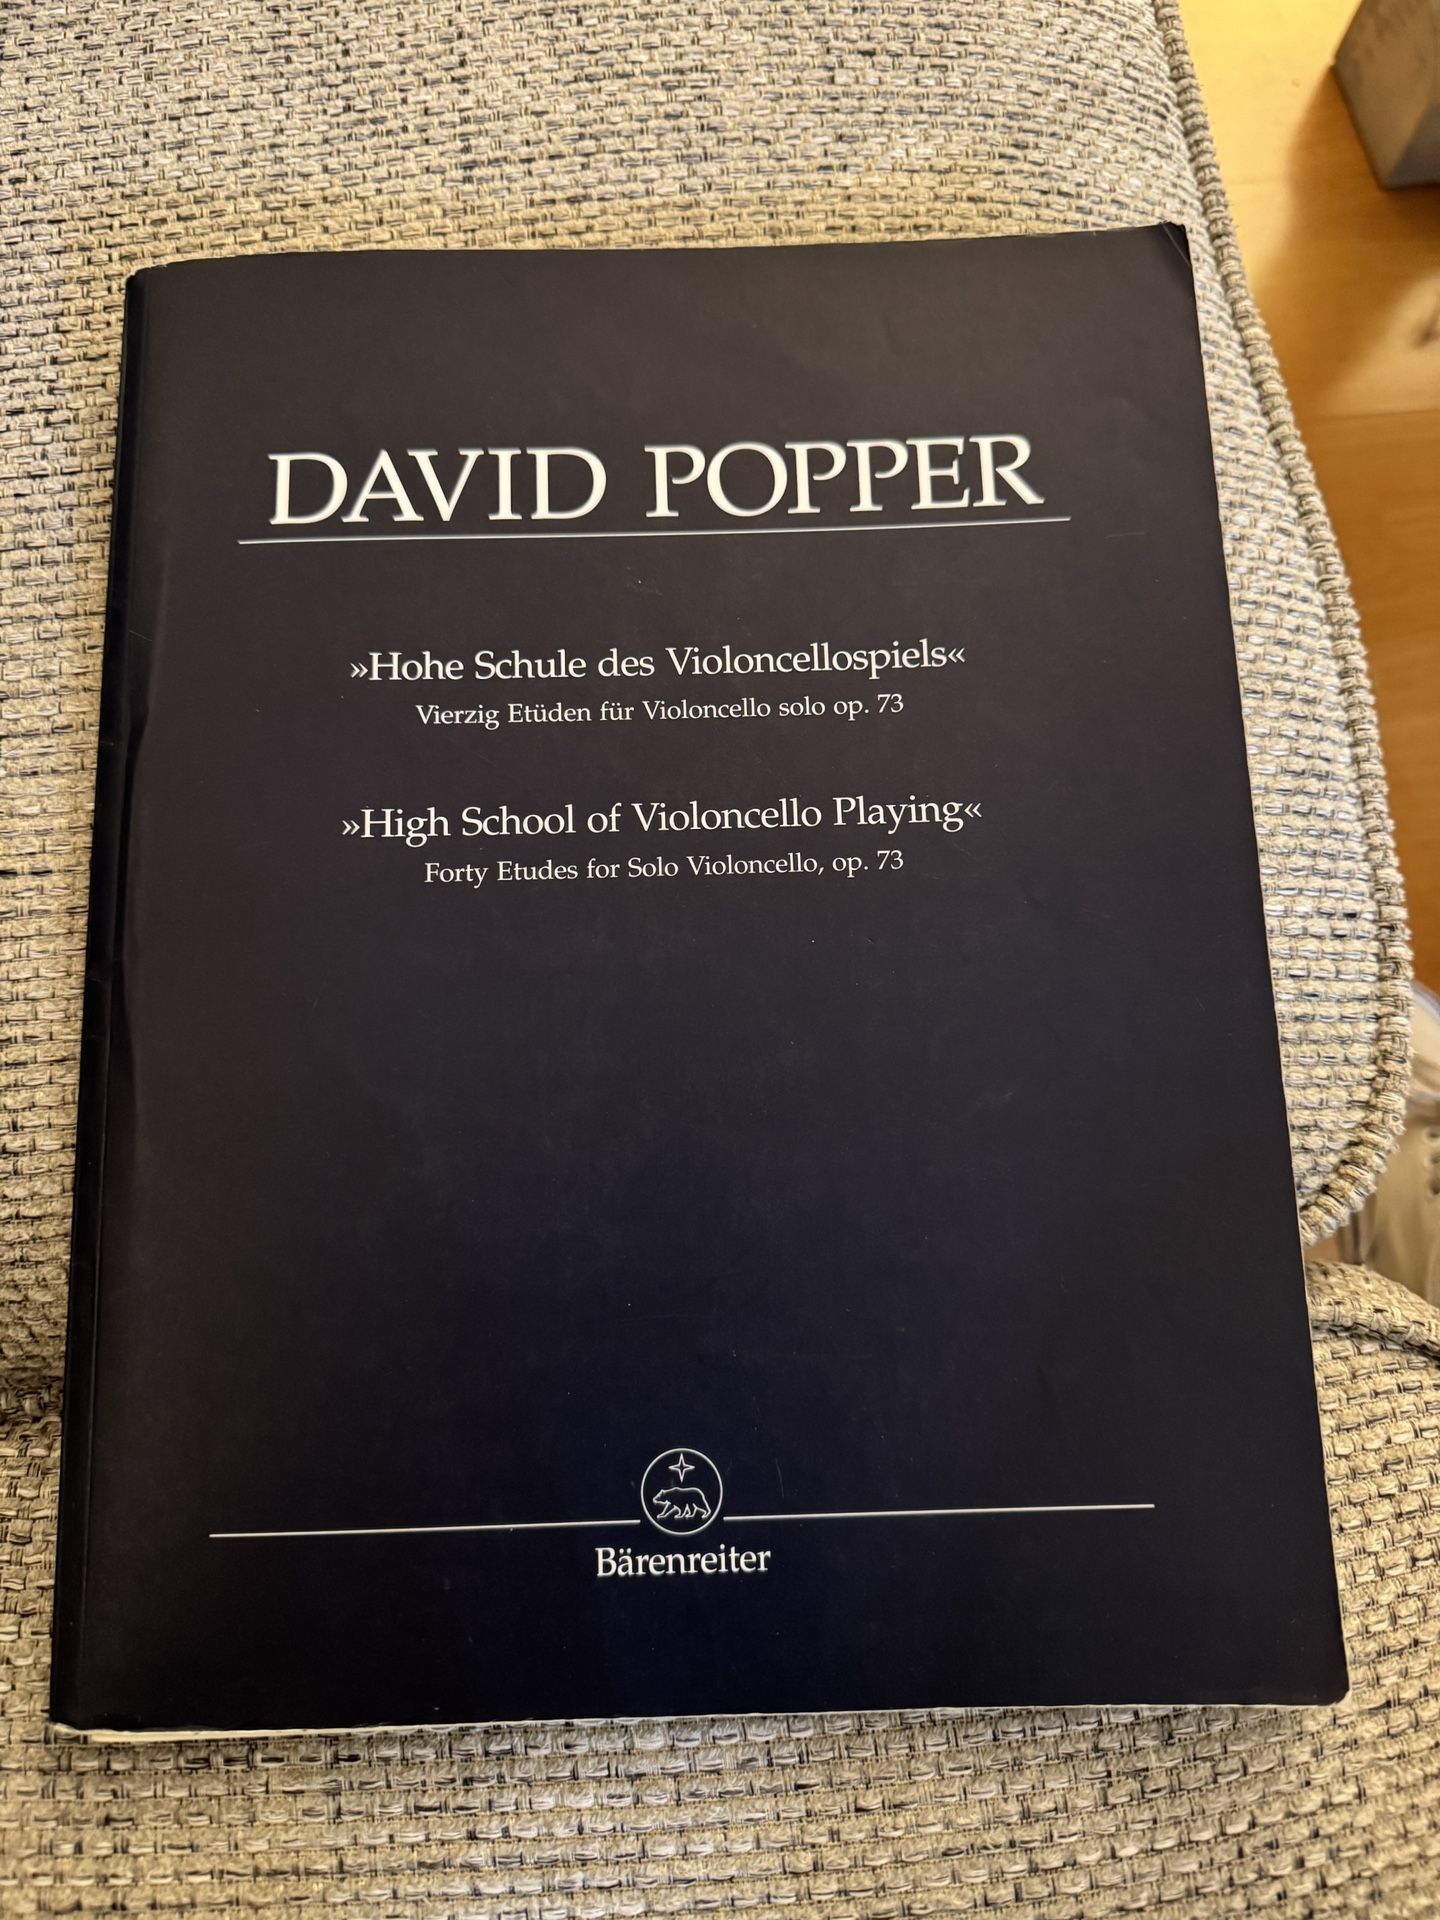 DAVID POPPER
»Hohe Schule des Violoncellospiels«
Vierzig Etüden für Violoncello solo op. 73
»High School of Violoncello Playing«
Forty Etudes for Solo Violoncello, op. 73
Bärenreiter